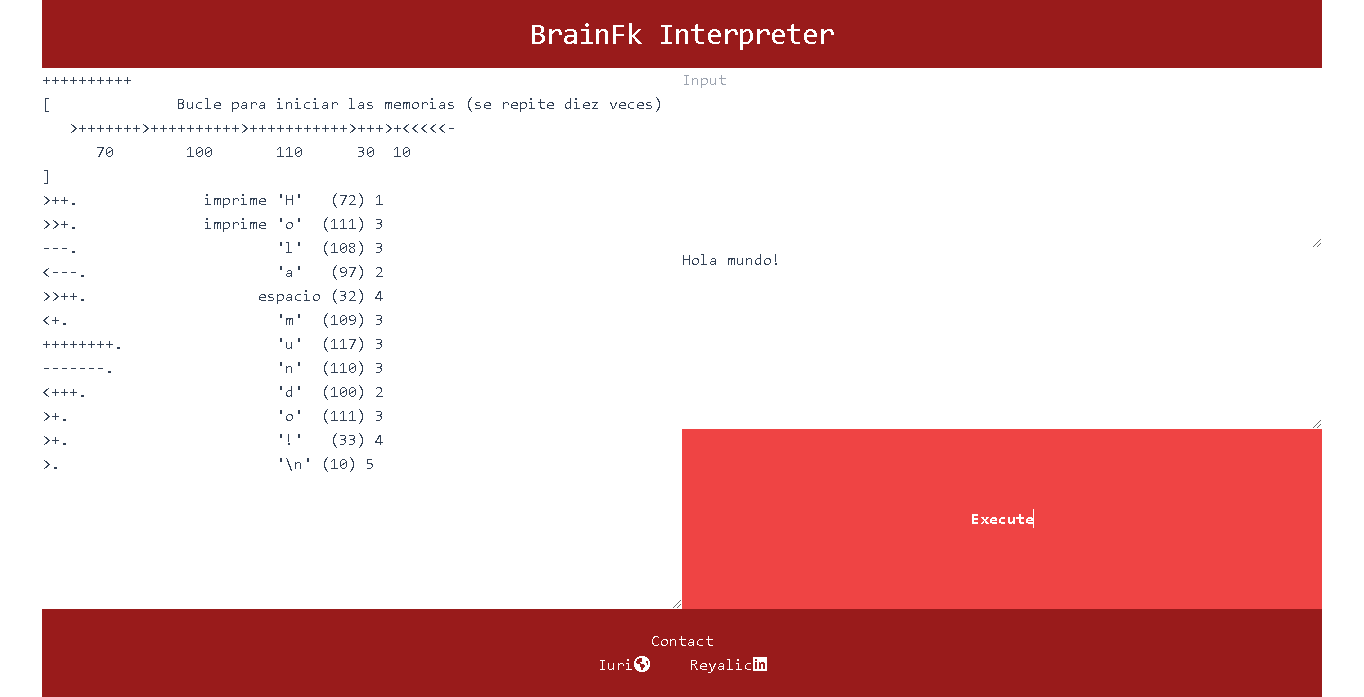 BrainFk Interpreter
++++++++++
[              Bucle para iniciar las memorias (se repite diez veces)
   >+++++++>++++++++++>+++++++++++>+++>+<<<<<-
      70        100       110      30  10
]
>++.              imprime 'H'   (72) 1
>>+.              imprime 'o'  (111) 3
---.                      'l'  (108) 3
<---.                     'a'   (97) 2
>>++.                   espacio (32) 4
<+.                       'm'  (109) 3
++++++++.                 'u'  (117) 3
-------.                  'n'  (110) 3
<+++.                     'd'  (100) 2
>+.                       'o'  (111) 3
>+.                       '!'   (33) 4
>.                        '\n' (10) 5
Input
Hola mundo!
Execute
Contact
Iuri Reyalic